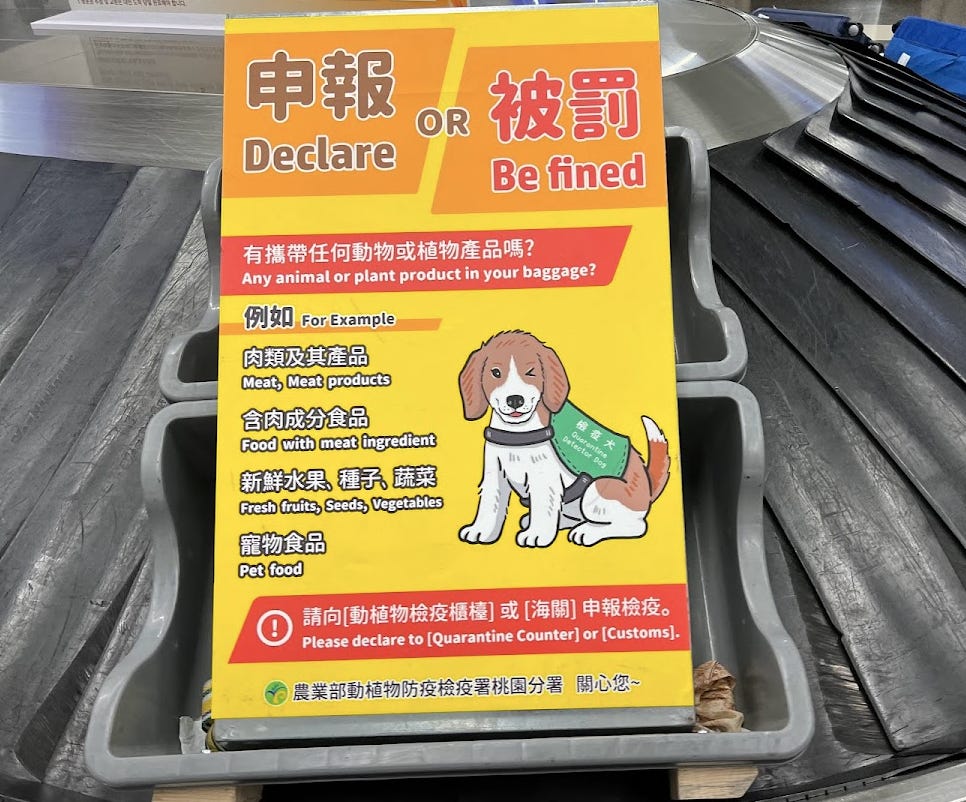 申報
Declare
OR
被罰
Be fined
有攜帶任何動物或植物產品嗎?
Any animal or plant product in your baggage?
例如 For Example
肉類及其產品
Meat, Meat products
含肉成分食品
Food with meat ingredient
新鮮水果、種子、蔬菜
Fresh fruits, Seeds, Vegetables
寵物食品
Pet food
檢疫犬
Quarantine
Detector Dog
請向[動植物檢疫櫃檯] 或 [海關] 申報檢疫。
Please declare to [Quarantine Counter] or [Customs].
農業部動植物防疫檢疫署桃園分署 關心您~